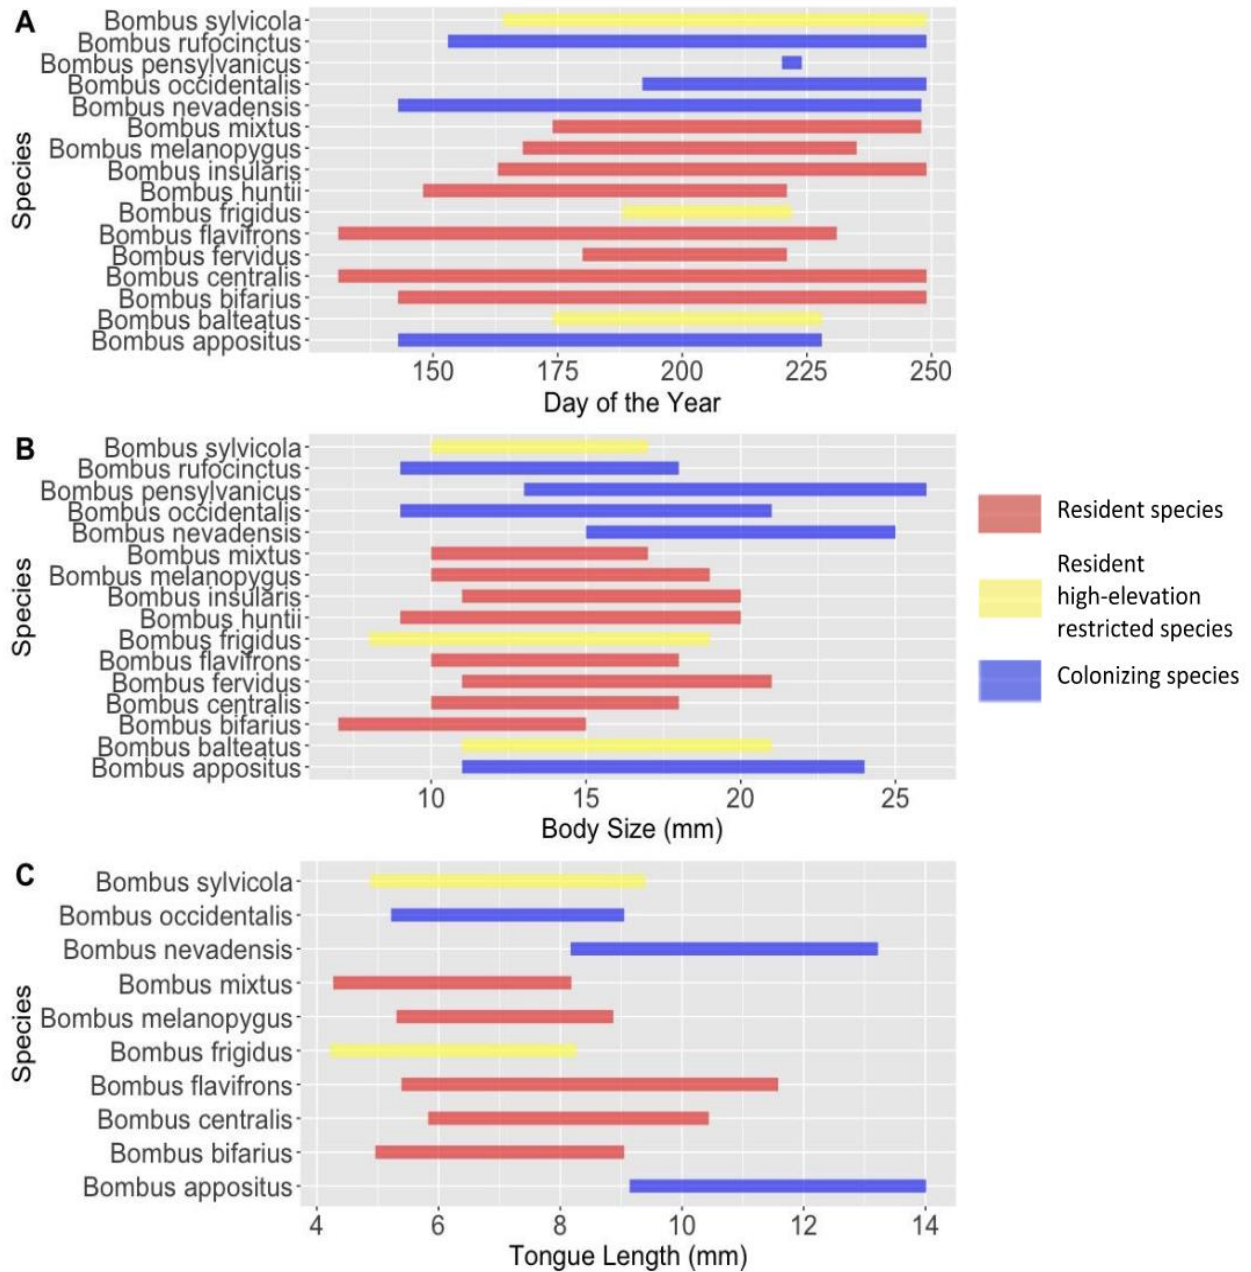 A
Species
Bombus sylvicola
Bombus rufocinctus
Bombus pensylvanicus
Bombus occidentalis
Bombus nevadensis
Bombus mixtus
Bombus melanopygus
Bombus insularis
Bombus huntii
Bombus frigidus
Bombus flavifrons
Bombus fervidus
Bombus centralis
Bombus bifarius
Bombus balteatus
Bombus appositus
150 175 200 225 250
Day of the Year
B
Species
Bombus sylvicola
Bombus rufocinctus
Bombus pensylvanicus
Bombus occidentalis
Bombus nevadensis
Bombus mixtus
Bombus melanopygus
Bombus insularis
Bombus huntii
Bombus frigidus
Bombus flavifrons
Bombus fervidus
Bombus centralis
Bombus bifarius
Bombus balteatus
Bombus appositus
10 15 20 25
Body Size (mm)
Resident species
Resident
high-elevation
restricted species
Colonizing species
C
Species
Bombus sylvicola
Bombus occidentalis
Bombus nevadensis
Bombus mixtus
Bombus melanopygus
Bombus frigidus
Bombus flavifrons
Bombus centralis
Bombus bifarius
Bombus appositus
4 6 8 10 12 14
Tongue Length (mm)